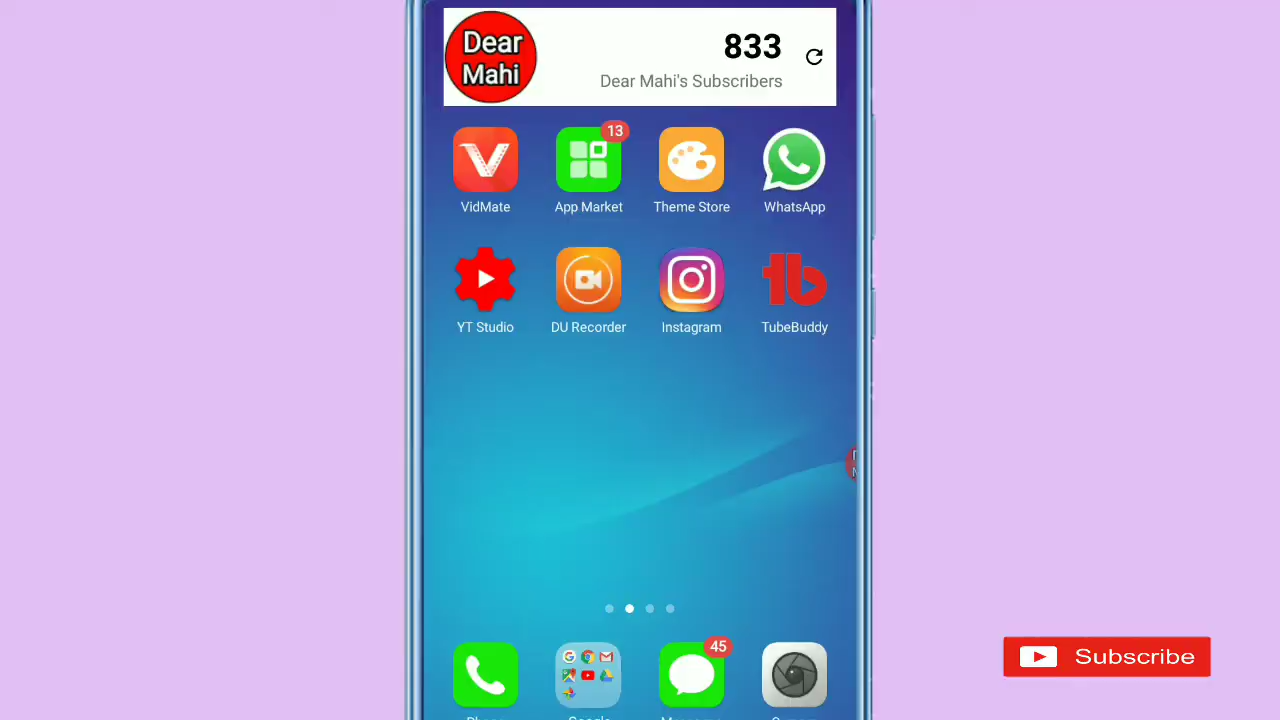 Dear
Mahi
833
Dear Mahi's Subscribers
13
VidMate
App Market
Theme Store
WhatsApp
YT Studio
DU Recorder
Instagram
TubeBuddy
45
Subscribe